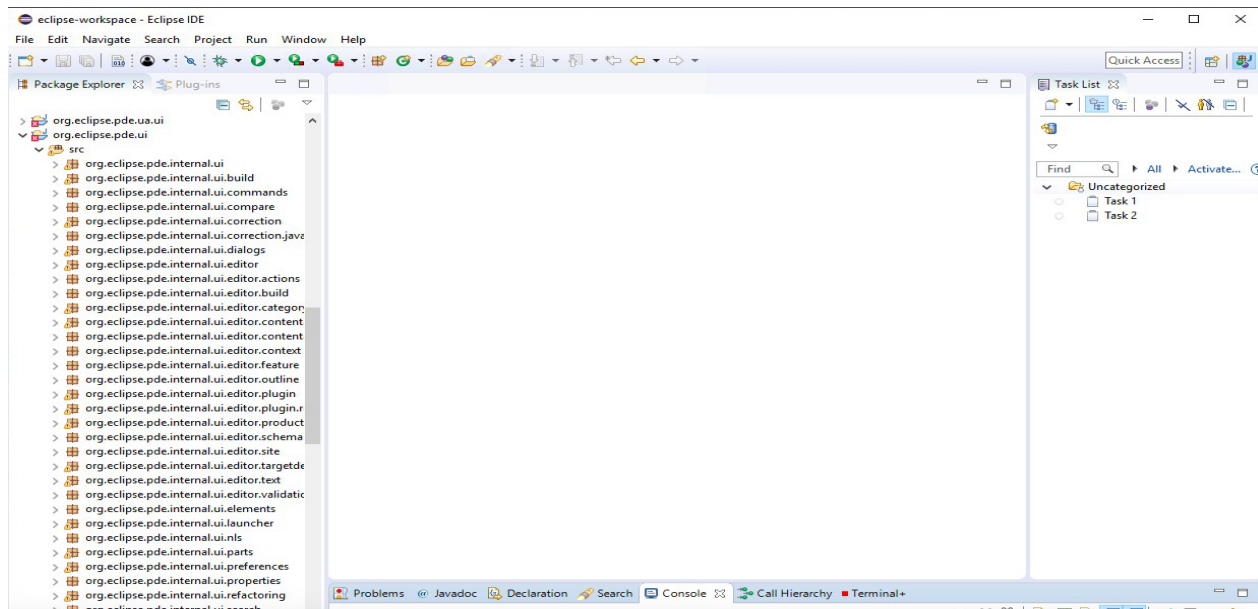 eclipse-workspace - Eclipse IDE
File Edit Navigate Search Project Run Window Help
Quick Access
Package Explorer Plug-ins
org.eclipse.pde.ua.ui
org.eclipse.pde.ui
src
org.eclipse.pde.internal.ui
org.eclipse.pde.internal.ui.build
org.eclipse.pde.internal.ui.commands
org.eclipse.pde.internal.ui.compare
org.eclipse.pde.internal.ui.correction
org.eclipse.pde.internal.ui.correction.java
org.eclipse.pde.internal.ui.dialogs
org.eclipse.pde.internal.ui.editor
org.eclipse.pde.internal.ui.editor.actions
org.eclipse.pde.internal.ui.editor.build
org.eclipse.pde.internal.ui.editor.category
org.eclipse.pde.internal.ui.editor.content
org.eclipse.pde.internal.ui.editor.content
org.eclipse.pde.internal.ui.editor.context
org.eclipse.pde.internal.ui.editor.feature
org.eclipse.pde.internal.ui.editor.outline
org.eclipse.pde.internal.ui.editor.plugin
org.eclipse.pde.internal.ui.editor.plugin.r
org.eclipse.pde.internal.ui.editor.product
org.eclipse.pde.internal.ui.editor.schema
org.eclipse.pde.internal.ui.editor.site
org.eclipse.pde.internal.ui.editor.targetde
org.eclipse.pde.internal.ui.editor.text
org.eclipse.pde.internal.ui.editor.validatic
org.eclipse.pde.internal.ui.elements
org.eclipse.pde.internal.ui.launcher
org.eclipse.pde.internal.ui.nls
org.eclipse.pde.internal.ui.parts
org.eclipse.pde.internal.ui.preferences
org.eclipse.pde.internal.ui.properties
org.eclipse.pde.internal.ui.refactoring
Task List
Find All Activate...
Uncategorized
Task 1
Task 2
Problems @ Javadoc Declaration Search Console Call Hierarchy Terminal+